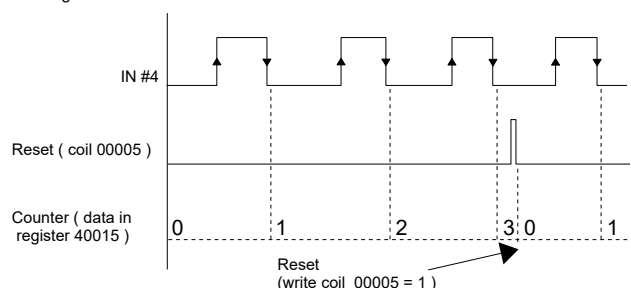 IN #4
Reset ( coil 00005 )
Counter ( data in
register 40015 )
0 1 2 3 0 1
Reset
(write coil 00005 = 1 )